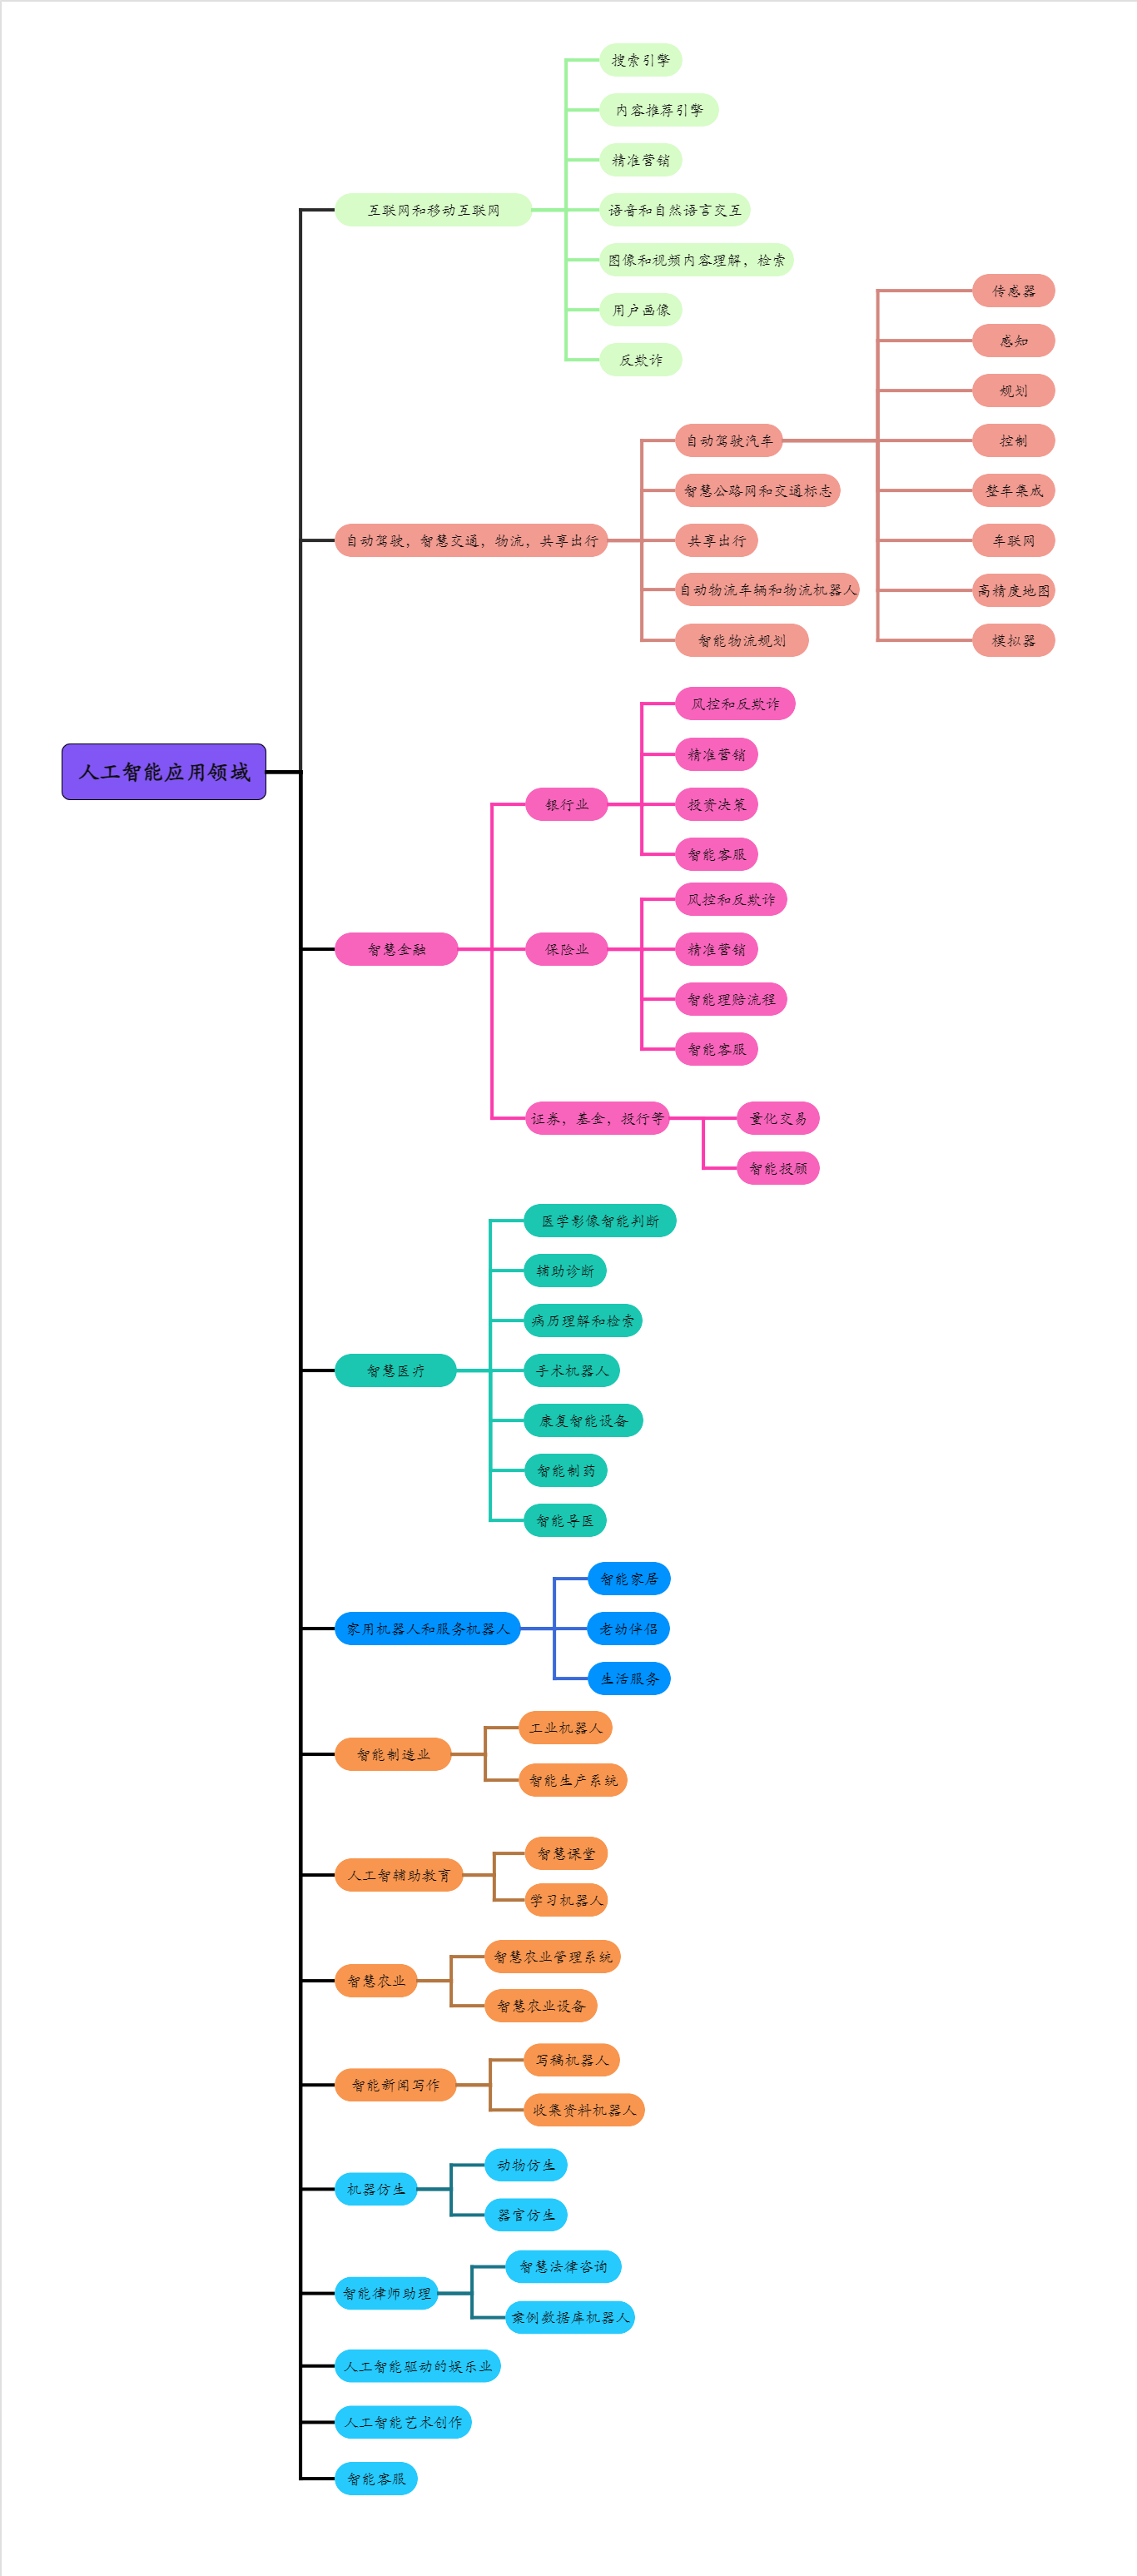 人工智能应用领域
互联网和移动互联网
搜索引擎
内容推荐引擎
精准营销
语音和自然语言交互
图像和视频内容理解，检索
用户画像
反欺诈
自动驾驶，智慧交通，物流，共享出行
自动驾驶汽车
传感器
感知
规划
控制
整车集成
车联网
高精度地图
模拟器
智慧公路网和交通标志
共享出行
自动物流车辆和物流机器人
智能物流规划
智慧金融
银行业
风控和反欺诈
精准营销
投资决策
智能客服
保险业
风控和反欺诈
精准营销
智能理赔流程
智能客服
证券，基金，投行等
量化交易
智能投顾
智慧医疗
医学影像智能判断
辅助诊断
病历理解和检索
手术机器人
康复智能设备
智能制药
智能导医
家用机器人和服务机器人
智能家居
老幼伴侣
生活服务
智能制造业
工业机器人
智能生产系统
人工智辅助教育
智慧课堂
学习机器人
智慧农业
智慧农业管理系统
智慧农业设备
智能新闻写作
写稿机器人
收集资料机器人
机器仿生
动物仿生
器官仿生
智能律师助理
智慧法律咨询
案例数据库机器人
人工智能驱动的娱乐业
人工智能艺术创作
智能客服